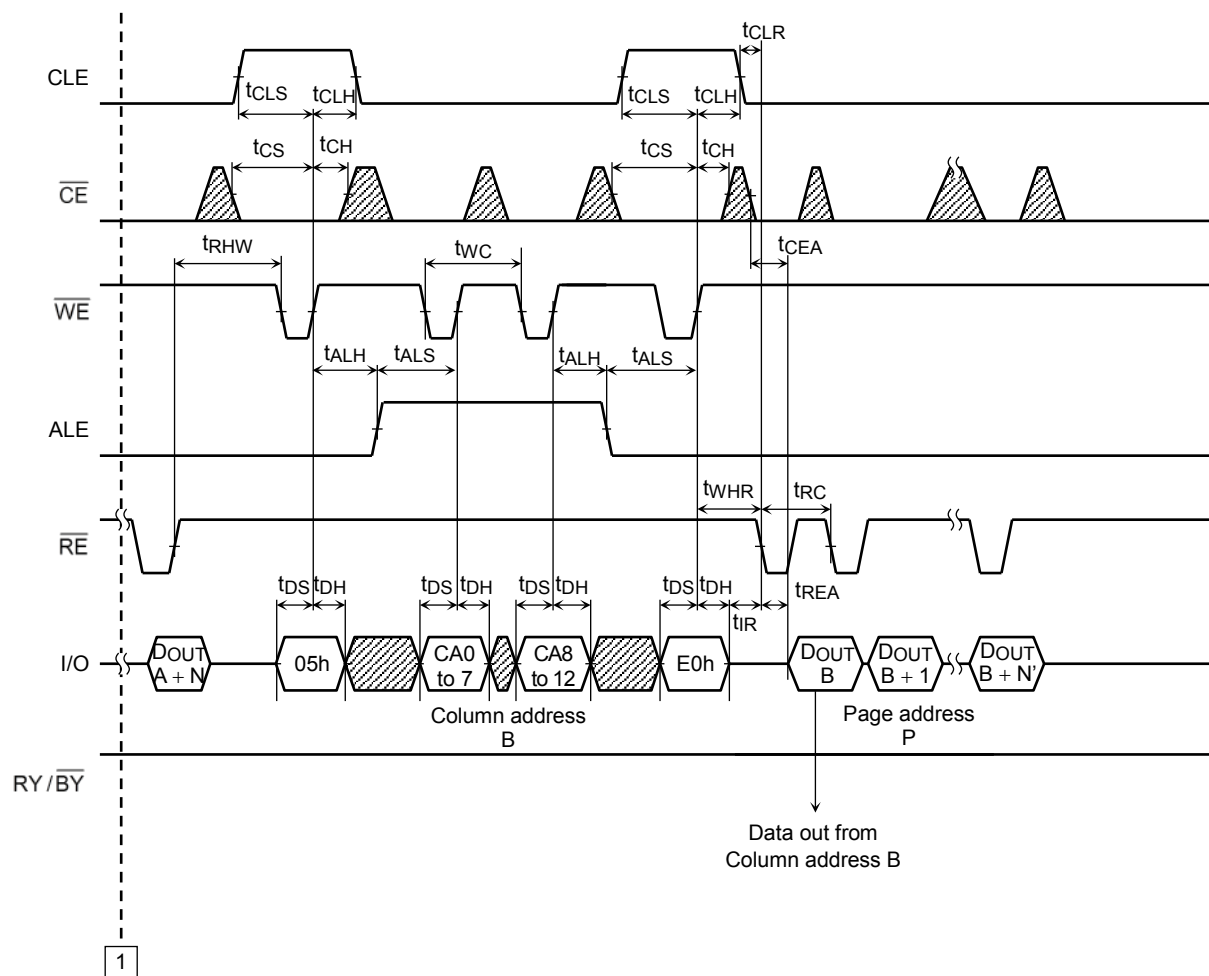 tCLR
CLE
tCLS tCLH tCLS tCLH
tCS tCH tCS tCH
CE
tRHW tWC tCEA
WE
tALH tALS tALH tALS
ALE
tWHR tRC
RE
tDS tDH tDS tDH tDS tDH tDS tDH tREA
tIR
I/O
DOUT A + N
05h
CA0 to 7
CA8 to 12
E0h
DOUT B
DOUT B + 1
DOUT B + N'
Column address
B
Page address
P
RY / BY
Data out from
Column address B
1